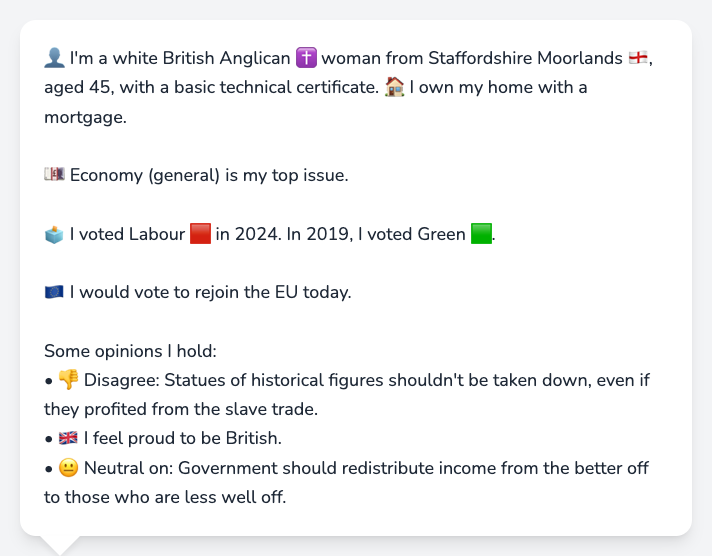 👤 I'm a white British Anglican ✝️ woman from Staffordshire Moorlands 🏴󠁧󠁢󠁥󠁮󠁧󠁿,
aged 45, with a basic technical certificate. 🏠 I own my home with a
mortgage.
💷 Economy (general) is my top issue.
🗳️ I voted Labour 🟥 in 2024. In 2019, I voted Green 🟩.
🇪🇺 I would vote to rejoin the EU today.
Some opinions I hold:
• 👎 Disagree: Statues of historical figures shouldn't be taken down, even if
they profited from the slave trade.
• 🇬🇧 I feel proud to be British.
• 😐 Neutral on: Government should redistribute income from the better off
to those who are less well off.